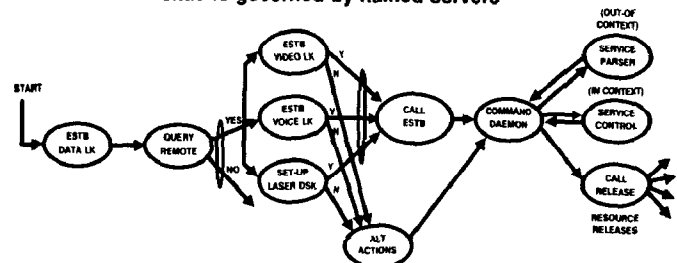 that is governed by named servers
(OUT-OF
CONTEXT)
START
ESTB
DATA LK
QUERY
REMOTE
YES
NO
ESTB
VIDEO LK
Y
N
ESTB
VOICE LK
Y
N
SET-UP
LASER DSK
Y
N
CALL
ESTB
ALT
ACTIONS
COMMAND
DAEMON
SERVICE
PARSER
(IN CONTEXT)
SERVICE
CONTROL
CALL
RELEASE
RESOURCE
RELEASES